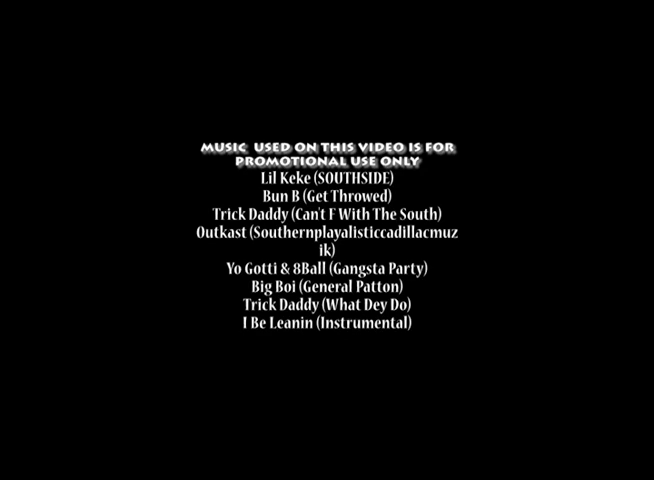 MUSIC USED ON THIS VIDEO IS FOR
PROMOTIONAL USE ONLY
Lil Keke (SOUTHSIDE)
Bun B (Get Throwed)
Trick Daddy (Can't F With The South)
Outkast (Southernplayalisticcadillacmuz
ik)
Yo Gotti & 8Ball (Gangsta Party)
Big Boi (General Patton)
Trick Daddy (What Dey Do)
I Be Leanin (Instrumental)